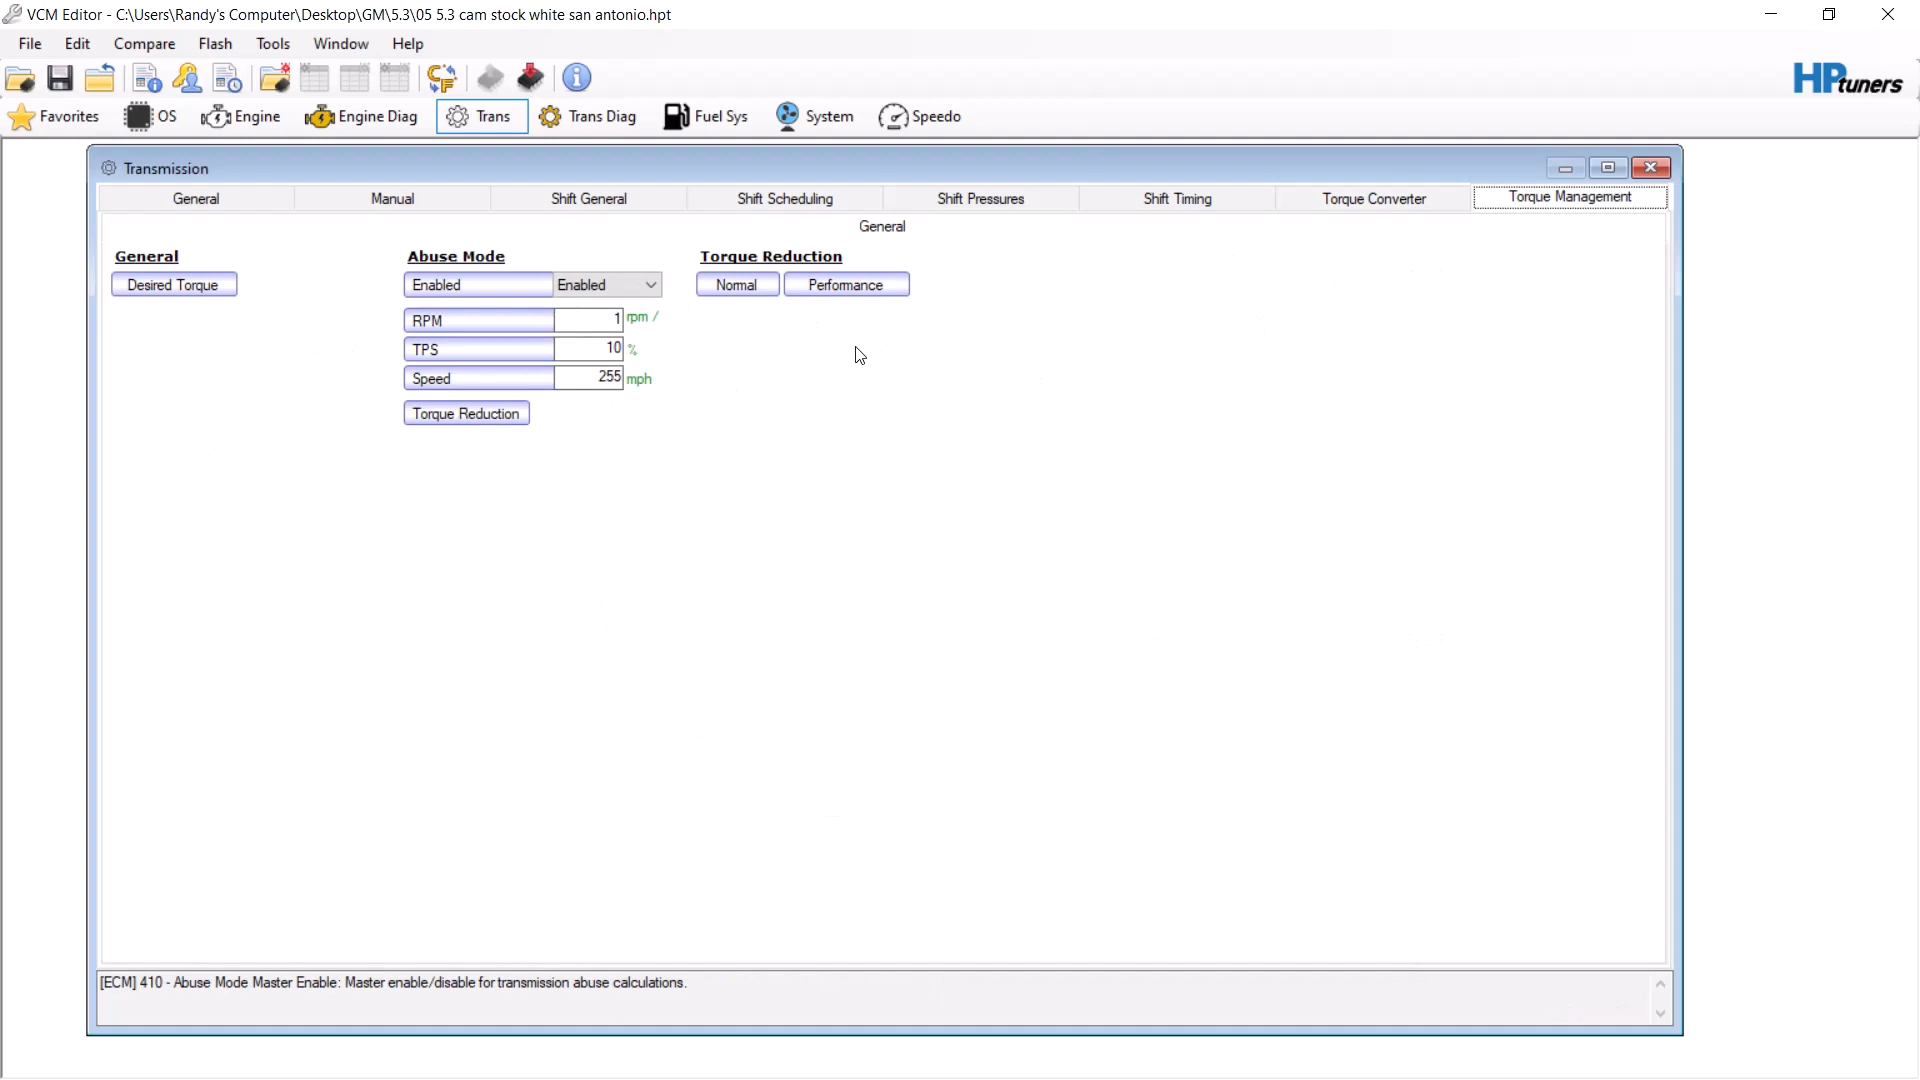 VCM Editor - C:\Users\Randy's Computer\Desktop\GM\5.3\05 5.3 cam stock white san antonio.hpt
File Edit Compare Flash Tools Window Help
HPtuners
Favorites OS Engine Engine Diag Trans Trans Diag Fuel Sys System Speedo
Transmission
General Manual Shift General Shift Scheduling Shift Pressures Shift Timing Torque Converter Torque Management
General
General Abuse Mode Torque Reduction
Desired Torque Enabled Enabled Normal Performance
RPM 1 rpm /
TPS 10 %
Speed 255 mph
Torque Reduction
[ECM] 410 - Abuse Mode Master Enable: Master enable/disable for transmission abuse calculations.